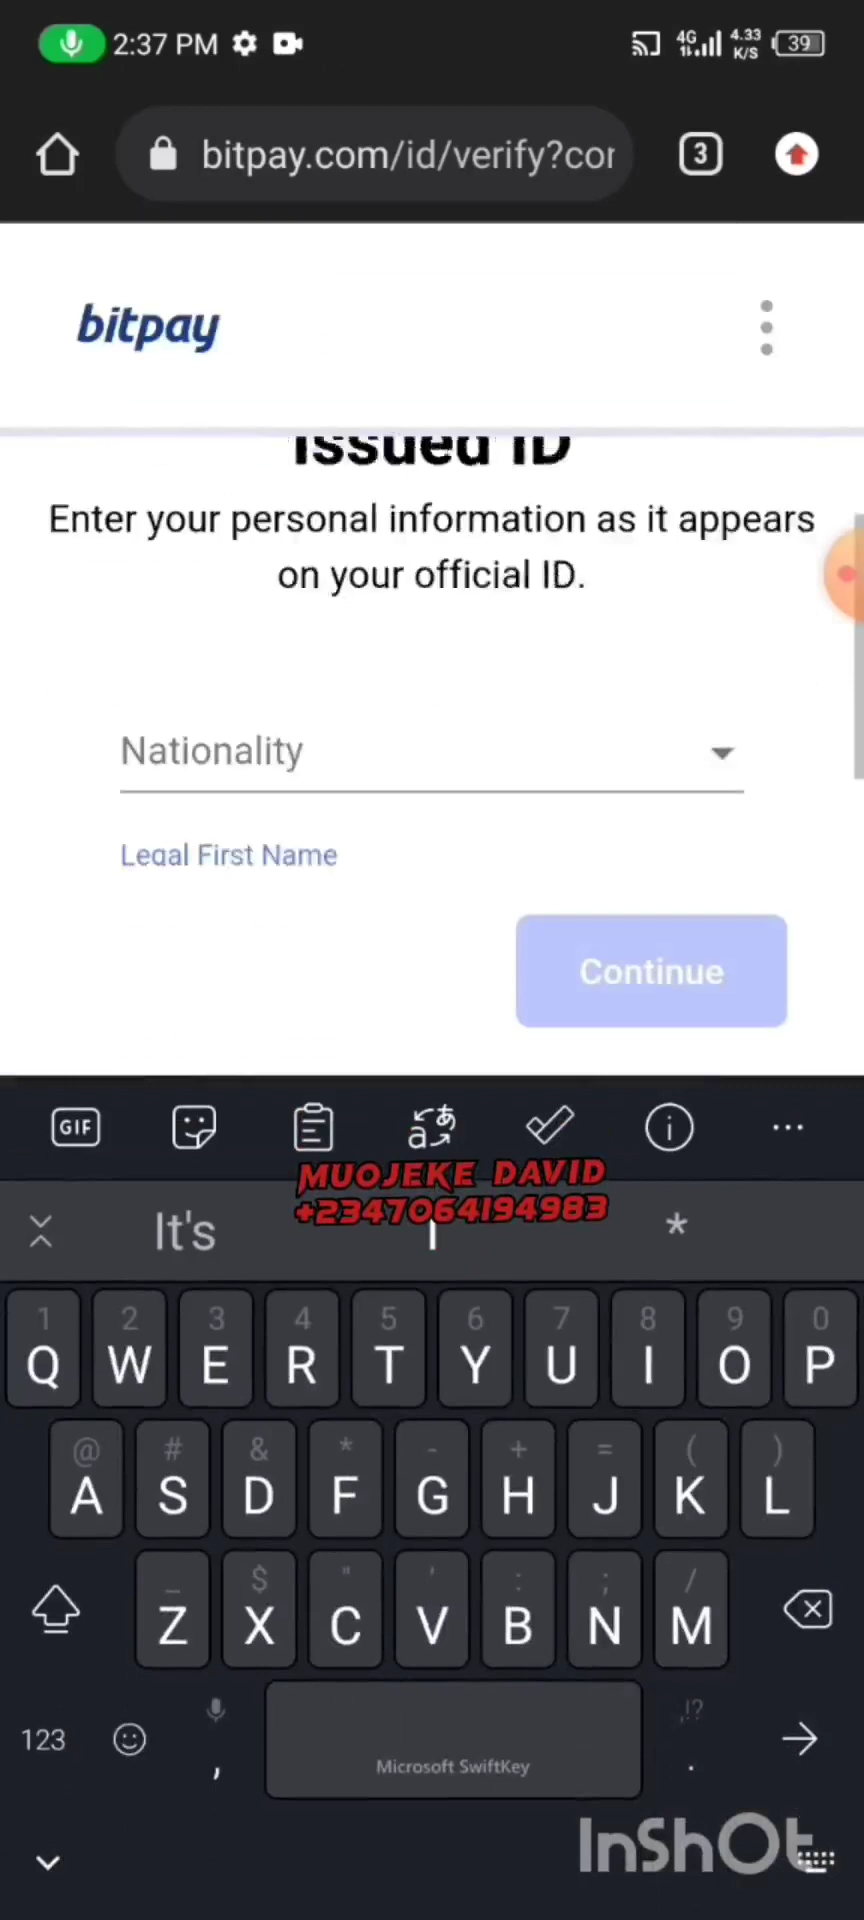 2:37 PM 4G 4.33 K/S 39
bitpay.com/id/verify?cor 3
bitpay
Issued ID
Enter your personal information as it appears
on your official ID.
Nationality
Legal First Name
Continue
GIF
MUOJEKE DAVID
+2347064194983
It's I *
1 2 3 4 5 6 7 8 9 0
Q W E R T Y U I O P
@ # & * - + = ( )
A S D F G H J K L
_ $ " ' : ; /
Z X C V B N M
123 , ,!? .
Microsoft SwiftKey
InShOt